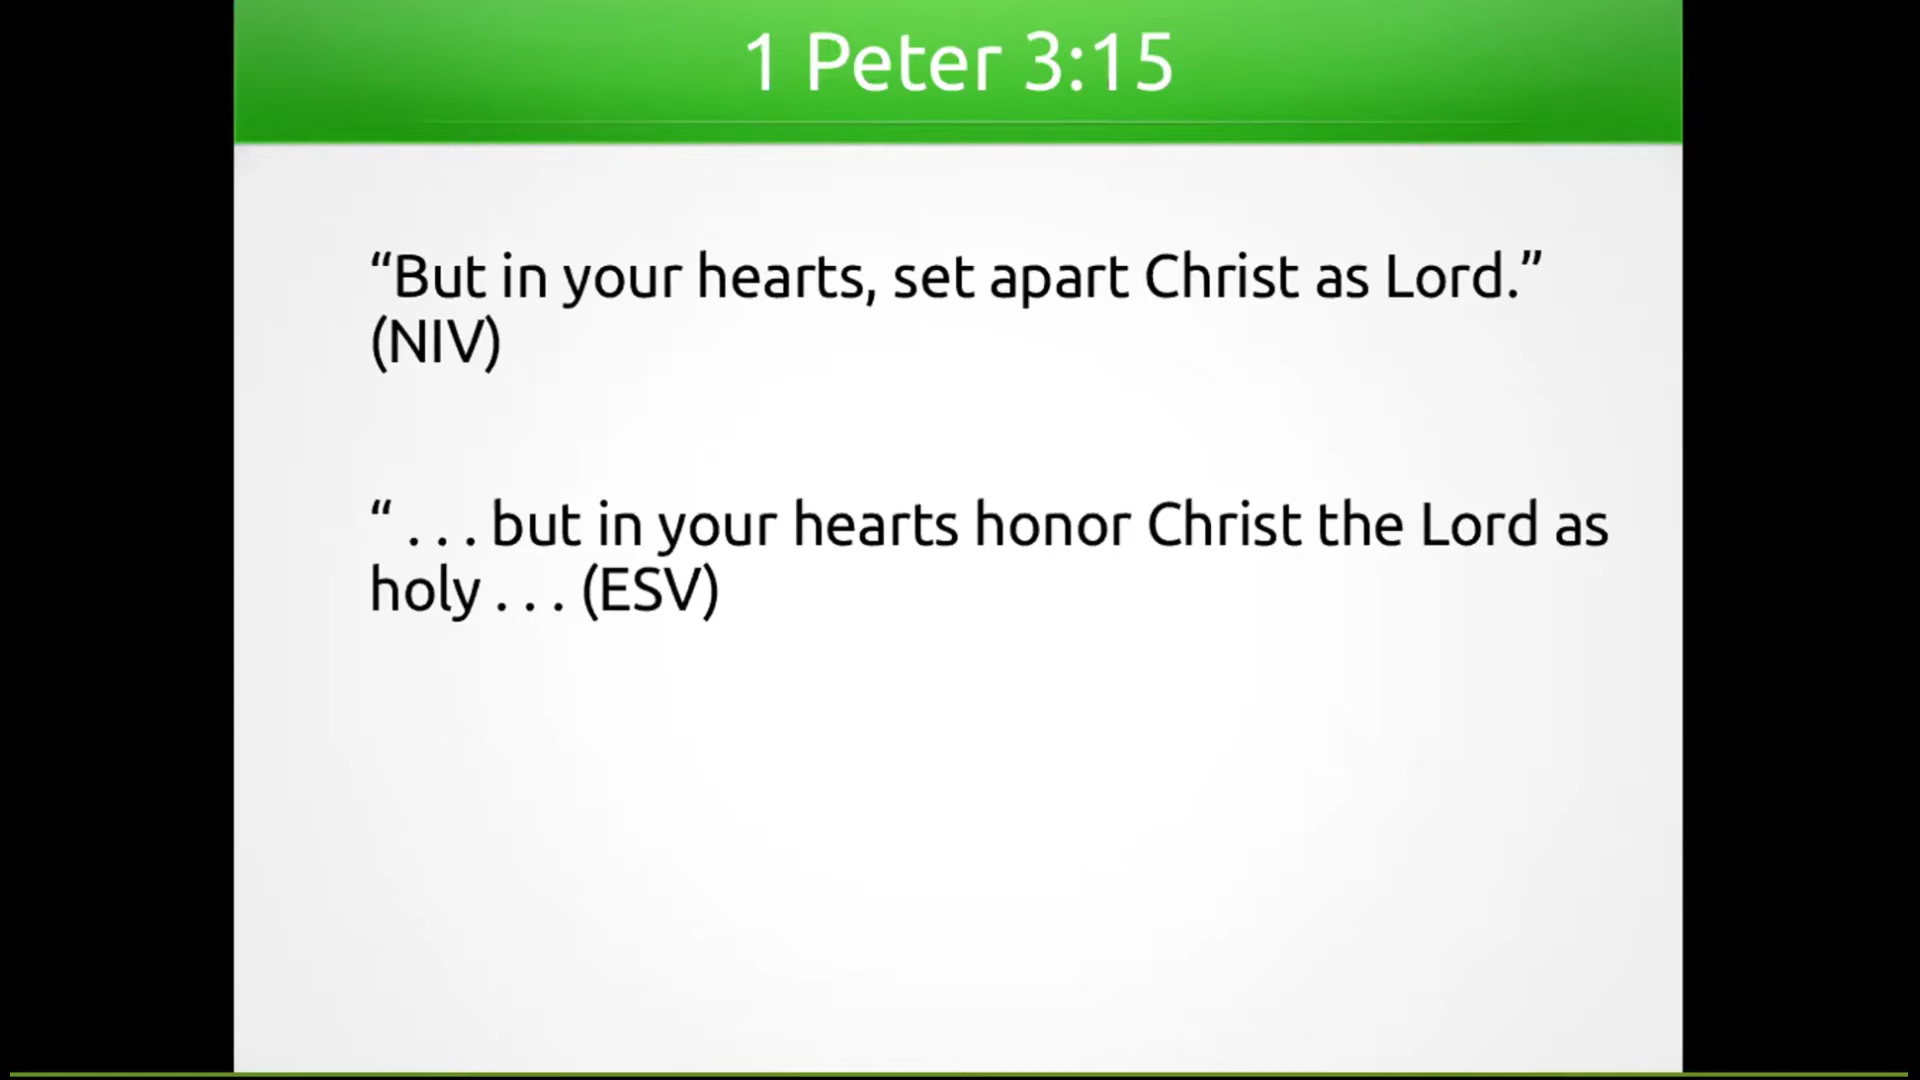 1 Peter 3:15
“But in your hearts, set apart Christ as Lord.”
(NIV)
“ . . . but in your hearts honor Christ the Lord as
holy . . . (ESV)